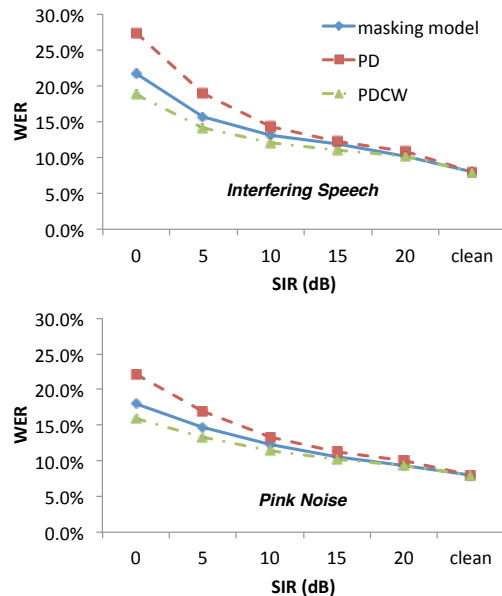 30.0%
25.0%
20.0%
15.0%
10.0%
5.0%
0.0%
WER
masking model
PD
PDCW
Interfering Speech
0 5 10 15 20 clean
SIR (dB)
30.0%
25.0%
20.0%
15.0%
10.0%
5.0%
0.0%
WER
Pink Noise
0 5 10 15 20 clean
SIR (dB)